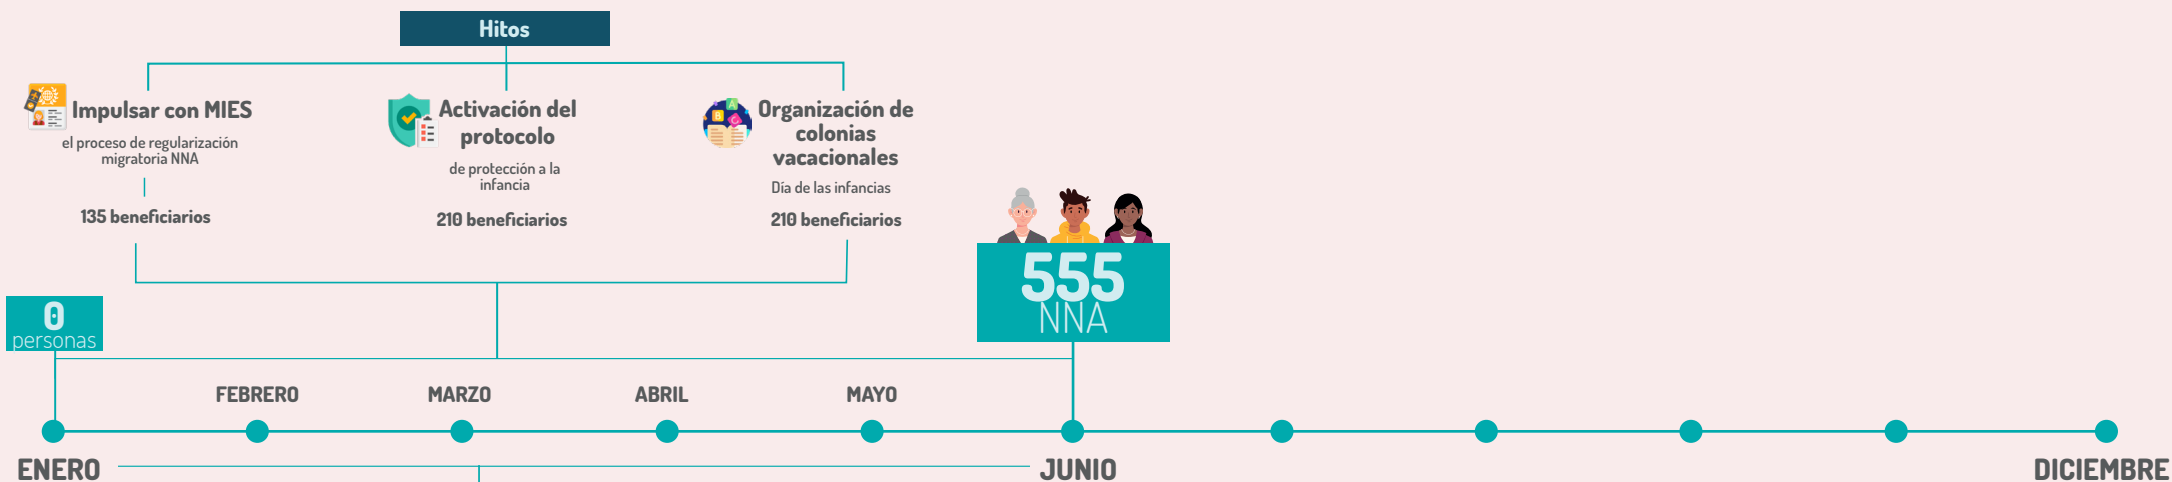 Hitos
Impulsar con MIES
el proceso de regularización
migratoria NNA
135 beneficiarios
Activación del
protocolo
de protección a la
infancia
210 beneficiarios
Organización de
colonias
vacacionales
Día de las infancias
210 beneficiarios
555
NNA
0
personas
FEBRERO
MARZO
ABRIL
MAYO
ENERO
JUNIO
DICIEMBRE